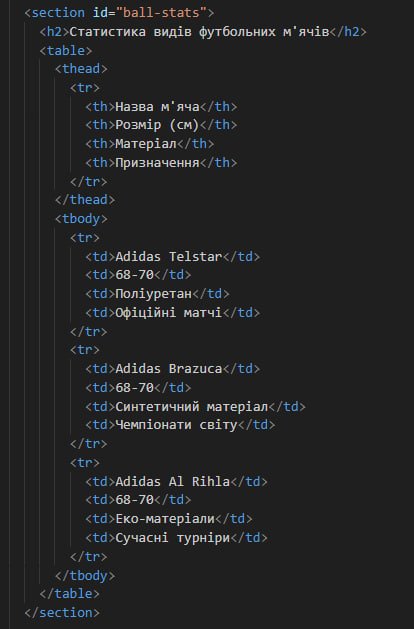 <section id="ball-stats">
<h2>Статистика видів футбольних м'ячів</h2>
<table>
<thead>
<tr>
<th>Назва м'яча</th>
<th>Розмір (см)</th>
<th>Матеріал</th>
<th>Призначення</th>
</tr>
</thead>
<tbody>
<tr>
<td>Adidas Telstar</td>
<td>68-70</td>
<td>Поліуретан</td>
<td>Офіційні матчі</td>
</tr>
<tr>
<td>Adidas Brazuca</td>
<td>68-70</td>
<td>Синтетичний матеріал</td>
<td>Чемпіонати світу</td>
</tr>
<tr>
<td>Adidas Al Rihla</td>
<td>68-70</td>
<td>Еко-матеріали</td>
<td>Сучасні турніри</td>
</tr>
</tbody>
</table>
</section>